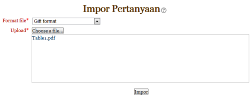 Impor Pertanyaan
Format file* Gift format
Upload* Choose a file...
Tables.pdf
Impor